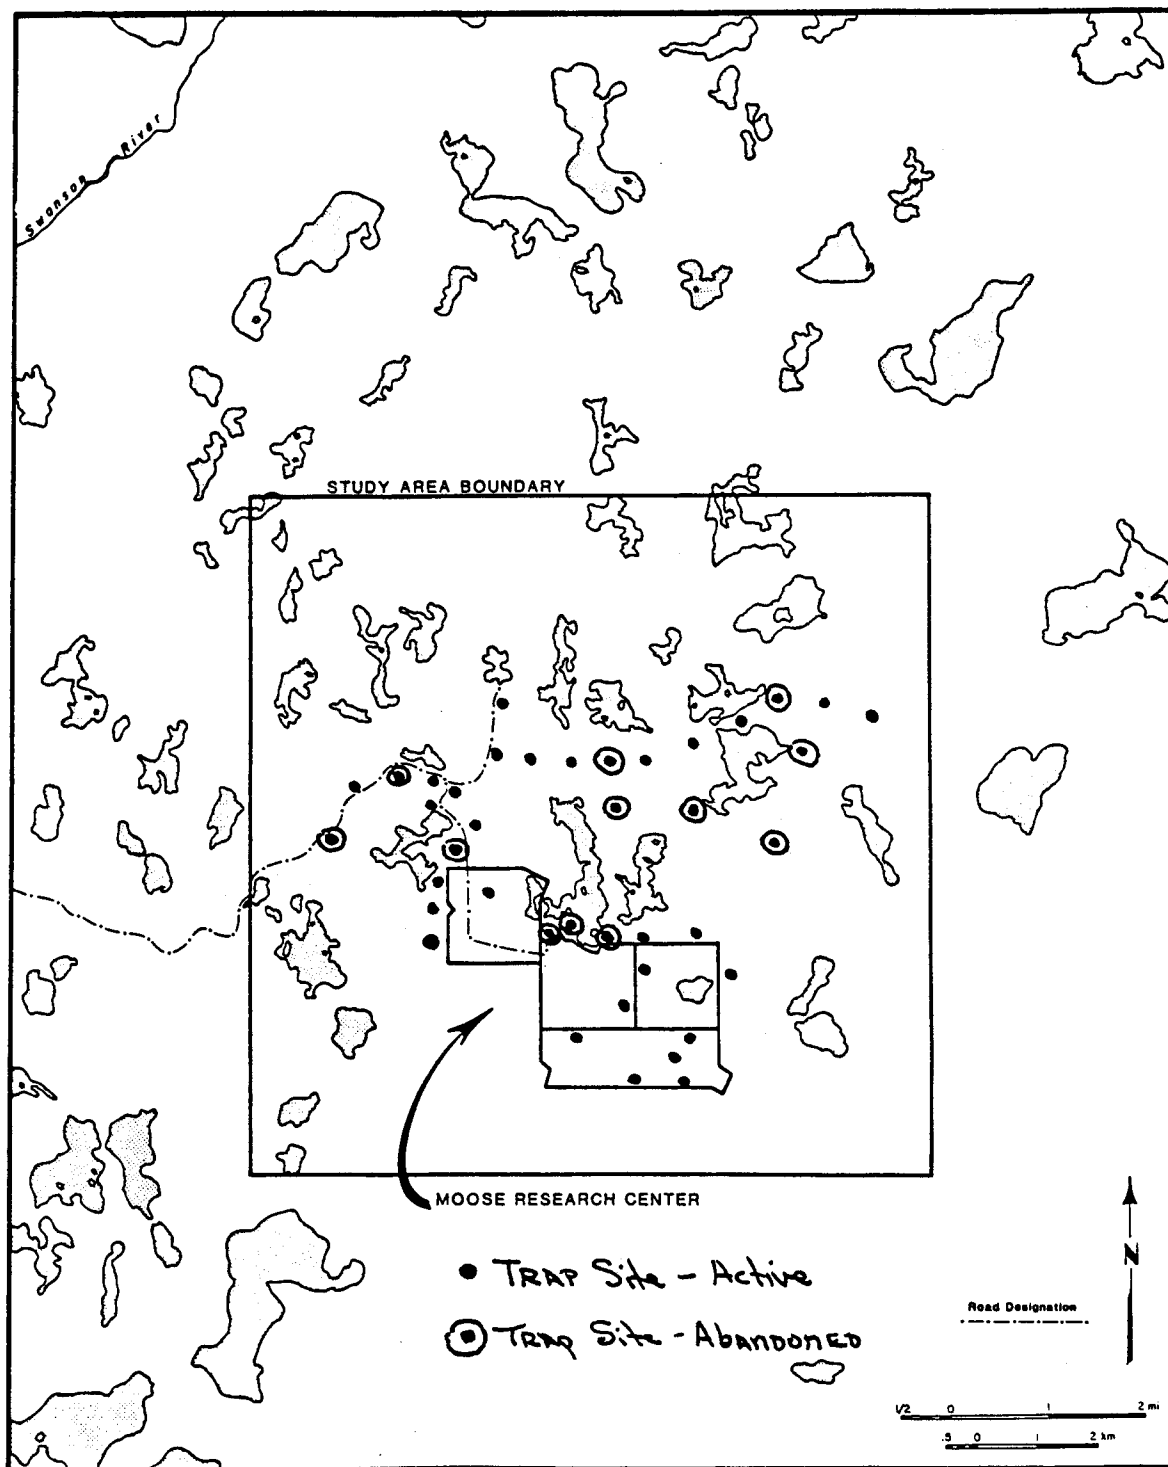 Swanson River
STUDY AREA BOUNDARY
MOOSE RESEARCH CENTER
TRAP Site - Active
TRAP Site - ABANDONED
N
Road Designation
1/2 0 1 2 mi
.5 0 1 2 km